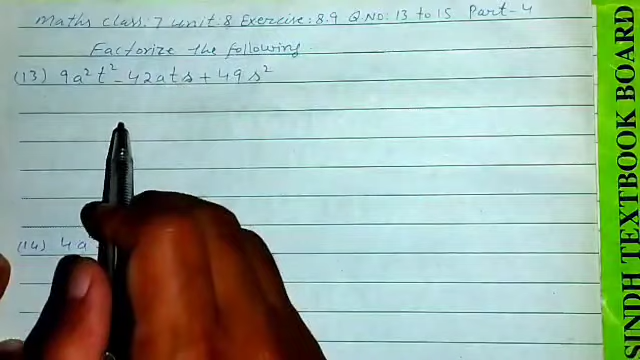 Maths class:7 unit:8 Exercise:8.9 Q.NO: 13 to 15 Part-4
Factorize the following.
(13) 9a²t² - 42ats + 49s²
(14) 4a
SINDH TEXTBOOK BOARD